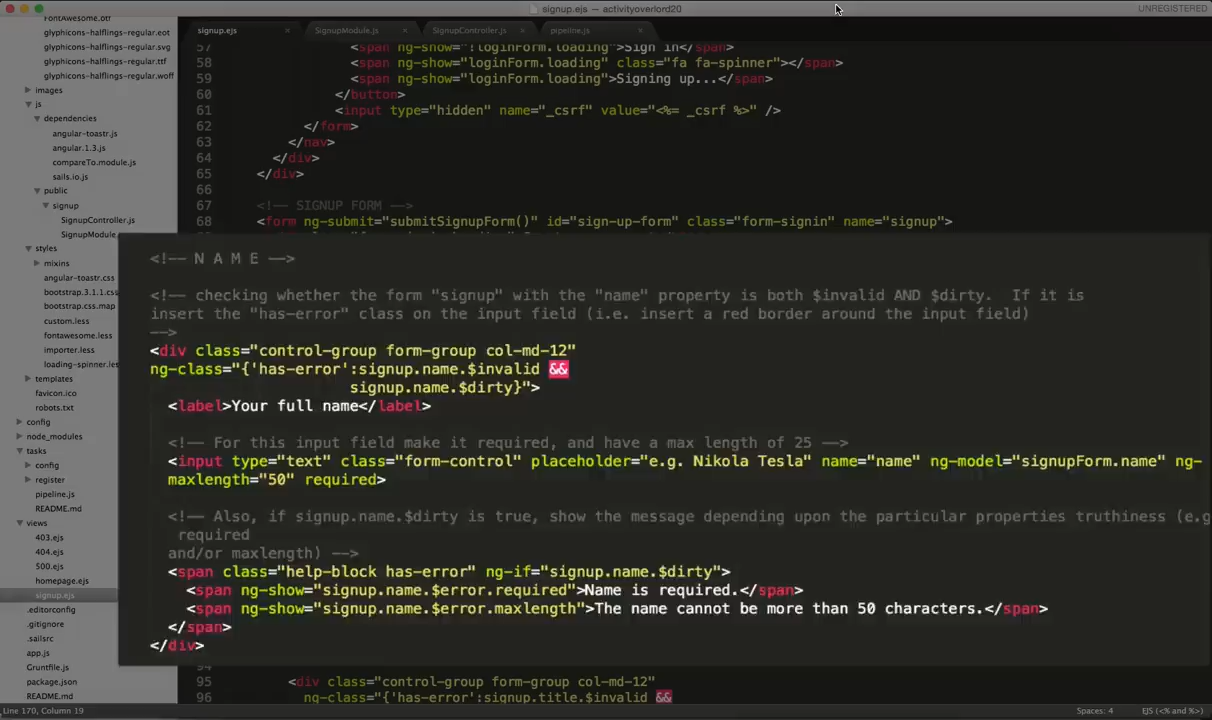 signup.ejs — activityoverlord20
UNREGISTERED
FontAwesome.otf
glyphicons-halflings-regular.eot
glyphicons-halflings-regular.svg
glyphicons-halflings-regular.ttf
glyphicons-halflings-regular.woff
images
js
dependencies
angular-toastr.js
angular.1.3.js
compareTo.module.js
sails.io.js
public
signup
SignupController.js
SignupModule.
styles
mixins
angular-toastr.css
bootstrap.3.1.1.css
bootstrap.css.map
custom.less
fontawesome.less
importer.less
loading-spinner.le
templates
favicon.ico
robots.txt
config
node_modules
tasks
config
register
pipeline.js
README.md
views
403.ejs
404.ejs
500.ejs
homepage.ejs
signup.ejs
.editorconfig
.gitignore
.sailsrc
app.js
Gruntfile.js
package.json
README.md
signup.ejs × SignupModule.js × SignupController.js × pipeline.js ×
57 <span ng-show="!loginForm.loading">Sign in</span>
58 <span ng-show="loginForm.loading" class="fa fa-spinner"></span>
59 <span ng-show="loginForm.loading">Signing up...</span>
60 </button>
61 <input type="hidden" name="_csrf" value="<%= _csrf %>" />
62 </form>
63 </nav>
64 </div>
65 </div>
66
67 <!-- SIGNUP FORM -->
68 <form ng-submit="submitSignupForm()" id="sign-up-form" class="form-signin" name="signup">
<!-- N A M E -->
<!-- checking whether the form "signup" with the "name" property is both $invalid AND $dirty.  If it is
insert the "has-error" class on the input field (i.e. insert a red border around the input field)
-->
<div class="control-group form-group col-md-12"
ng-class="{'has-error':signup.name.$invalid &&
signup.name.$dirty}">
<label>Your full name</label>
<!-- For this input field make it required, and have a max length of 25 -->
<input type="text" class="form-control" placeholder="e.g. Nikola Tesla" name="name" ng-model="signupForm.name" ng-
maxlength="50" required>
<!-- Also, if signup.name.$dirty is true, show the message depending upon the particular properties truthiness (e.g
required
and/or maxlength) -->
<span class="help-block has-error" ng-if="signup.name.$dirty">
<span ng-show="signup.name.$error.required">Name is required.</span>
<span ng-show="signup.name.$error.maxlength">The name cannot be more than 50 characters.</span>
</span>
</div>
95 <div class="control-group form-group col-md-12"
96 ng-class="{'has-error':signup.title.$invalid &&
Line 170, Column 19
Spaces: 4
EJS (<% and %>)